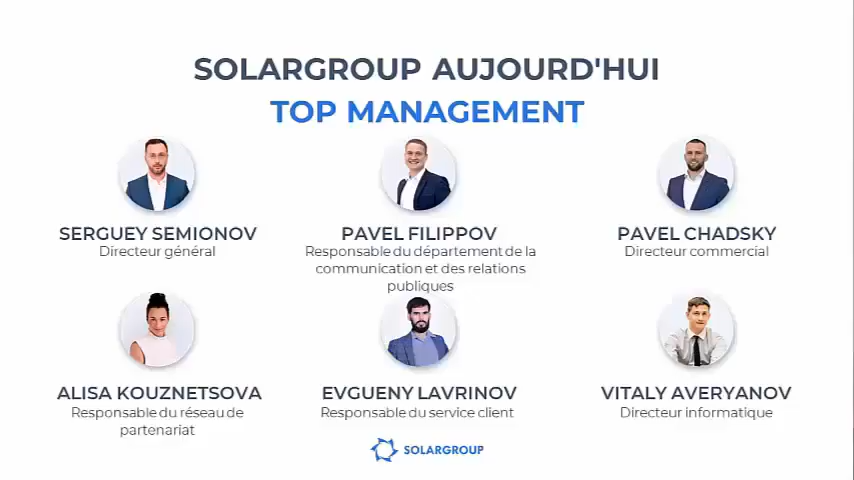 SOLARGROUP AUJOURD'HUI
TOP MANAGEMENT
SERGUEY SEMIONOV
Directeur général
PAVEL FILIPPOV
Responsable du département de la
communication et des relations
publiques
PAVEL CHADSKY
Directeur commercial
ALISA KOUZNETSOVA
Responsable du réseau de
partenariat
EVGUENY LAVRINOV
Responsable du service client
VITALY AVERYANOV
Directeur informatique
SOLARGROUP